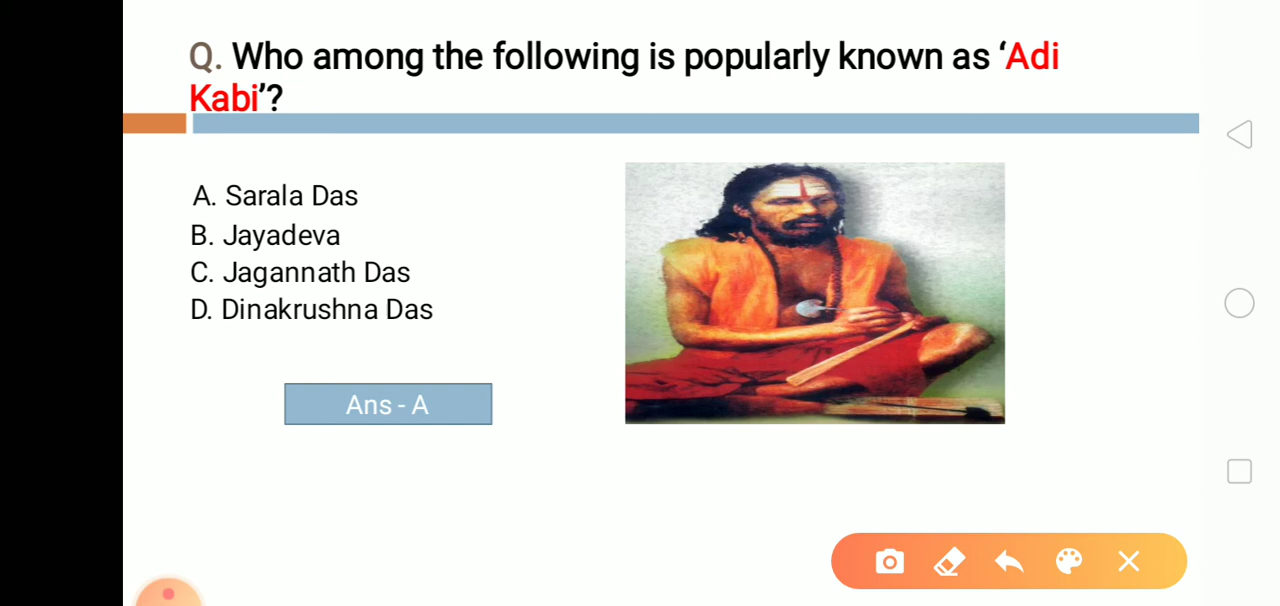 Q. Who among the following is popularly known as ‘Adi
Kabi’?
A. Sarala Das
B. Jayadeva
C. Jagannath Das
D. Dinakrushna Das
Ans - A